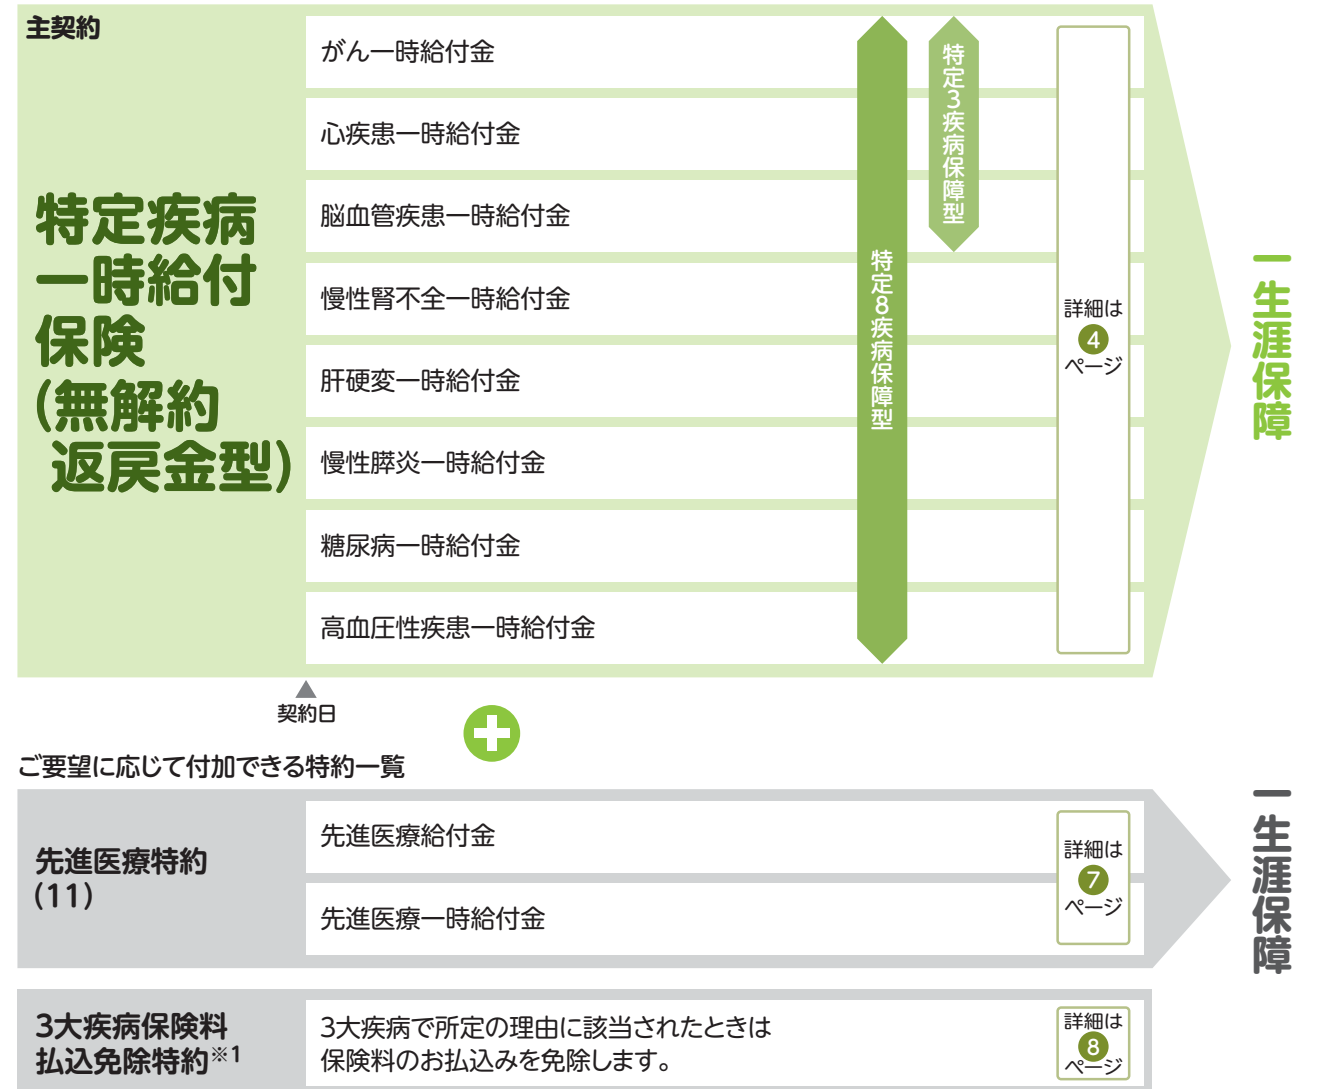 主契約
特定疾病
一時給付
保険
(無解約
返戻金型)
がん一時給付金
心疾患一時給付金
脳血管疾患一時給付金
慢性腎不全一時給付金
肝硬変一時給付金
慢性膵炎一時給付金
糖尿病一時給付金
高血圧性疾患一時給付金
特定8疾病保障型
特定3疾病保障型
詳細は
4
ページ
一生涯保障
契約日
ご要望に応じて付加できる特約一覧
先進医療特約
(11)
先進医療給付金
先進医療一時給付金
詳細は
7
ページ
一生涯保障
3大疾病保険料
払込免除特約※1
3大疾病で所定の理由に該当されたときは
保険料のお払込みを免除します。
詳細は
8
ページ